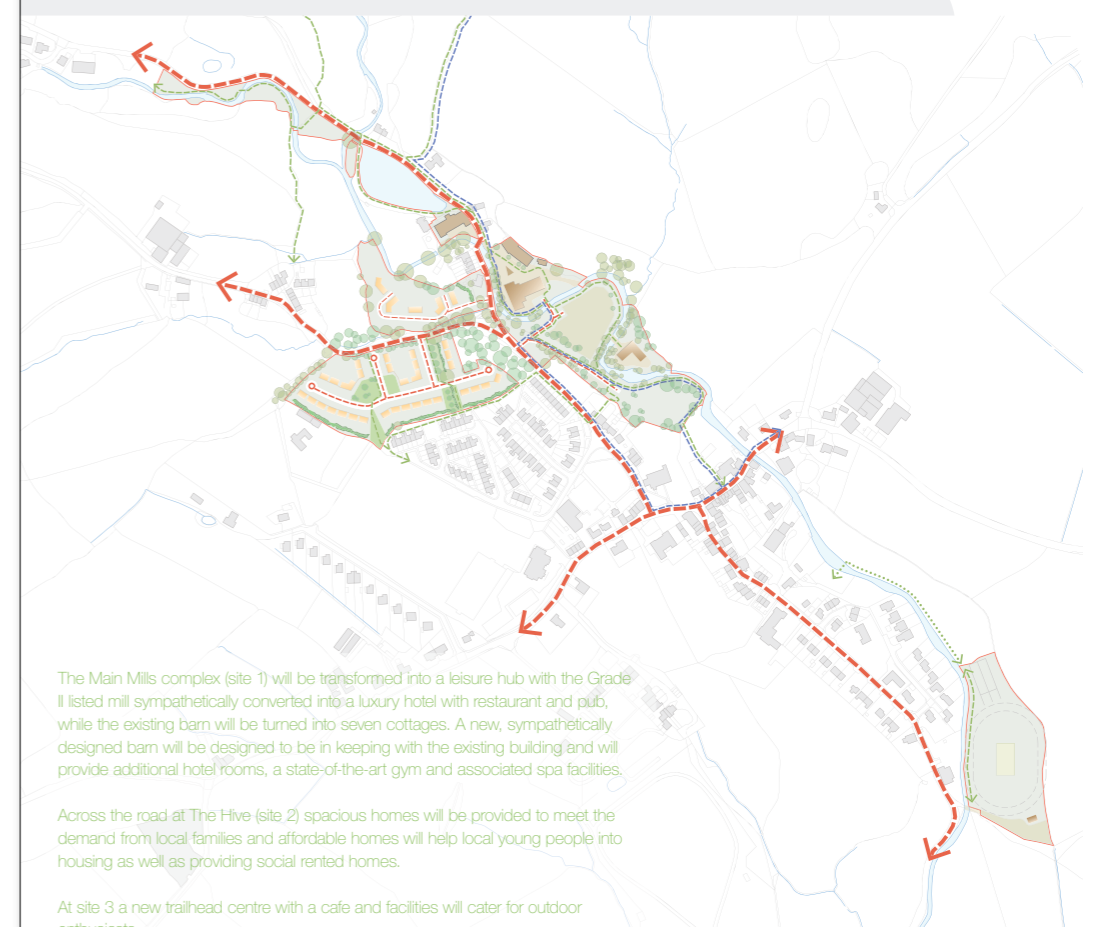 The Main Mills complex (site 1) will be transformed into a leisure hub with the Grade
II listed mill sympathetically converted into a luxury hotel with restaurant and pub,
while the existing barn will be turned into seven cottages. A new, sympathetically
designed barn will be designed to be in keeping with the existing building and will
provide additional hotel rooms, a state-of-the-art gym and associated spa facilities.
Across the road at The Hive (site 2) spacious homes will be provided to meet the
demand from local families and affordable homes will help local young people into
housing as well as providing social rented homes.
At site 3 a new trailhead centre with a cafe and facilities will cater for outdoor